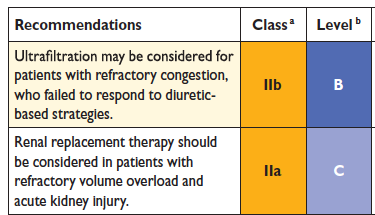 Recommendations Class a Level b
Ultrafiltration may be considered for
patients with refractory congestion,
who failed to respond to diuretic-
based strategies.
IIb B
Renal replacement therapy should
be considered in patients with
refractory volume overload and
acute kidney injury.
IIa C